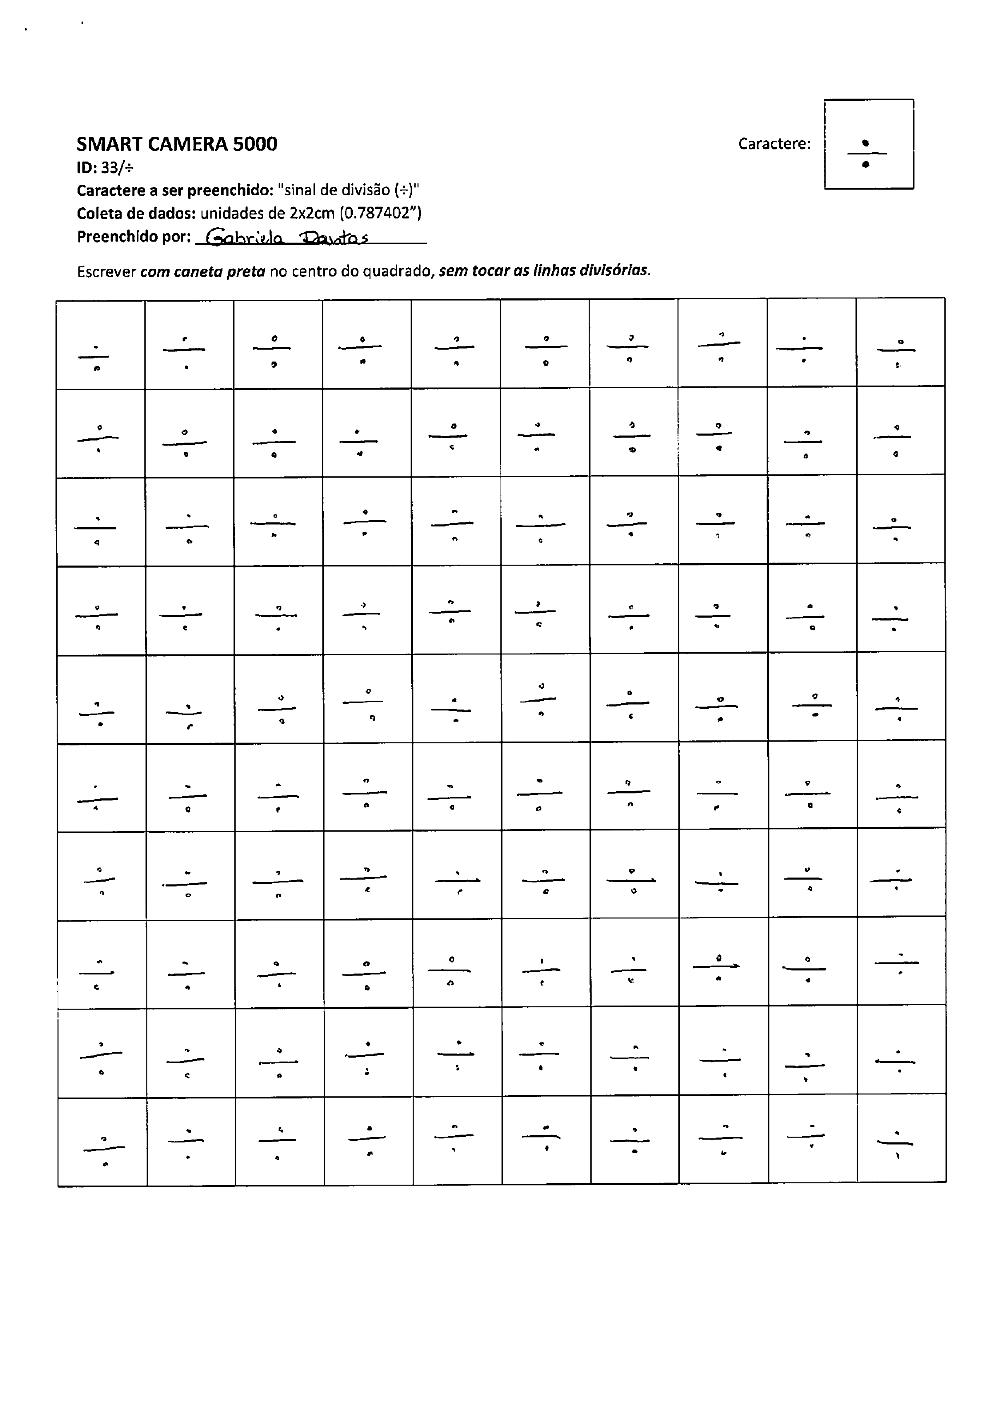 SMART CAMERA 5000
Caractere: ÷
ID: 33/÷
Caractere a ser preenchido: "sinal de divisão (÷)"
Coleta de dados: unidades de 2x2cm (0.787402")
Preenchido por: Gabriela Dantas
Escrever com caneta preta no centro do quadrado, sem tocar as linhas divisórias.
÷ ÷ ÷ ÷ ÷ ÷ ÷ ÷ ÷ ÷
÷ ÷ ÷ ÷ ÷ ÷ ÷ ÷ ÷ ÷
÷ ÷ ÷ ÷ ÷ ÷ ÷ ÷ ÷ ÷
÷ ÷ ÷ ÷ ÷ ÷ ÷ ÷ ÷ ÷
÷ ÷ ÷ ÷ ÷ ÷ ÷ ÷ ÷ ÷
÷ ÷ ÷ ÷ ÷ ÷ ÷ ÷ ÷ ÷
÷ ÷ ÷ ÷ ÷ ÷ ÷ ÷ ÷ ÷
÷ ÷ ÷ ÷ ÷ ÷ ÷ ÷ ÷ ÷
÷ ÷ ÷ ÷ ÷ ÷ ÷ ÷ ÷ ÷
÷ ÷ ÷ ÷ ÷ ÷ ÷ ÷ ÷ ÷